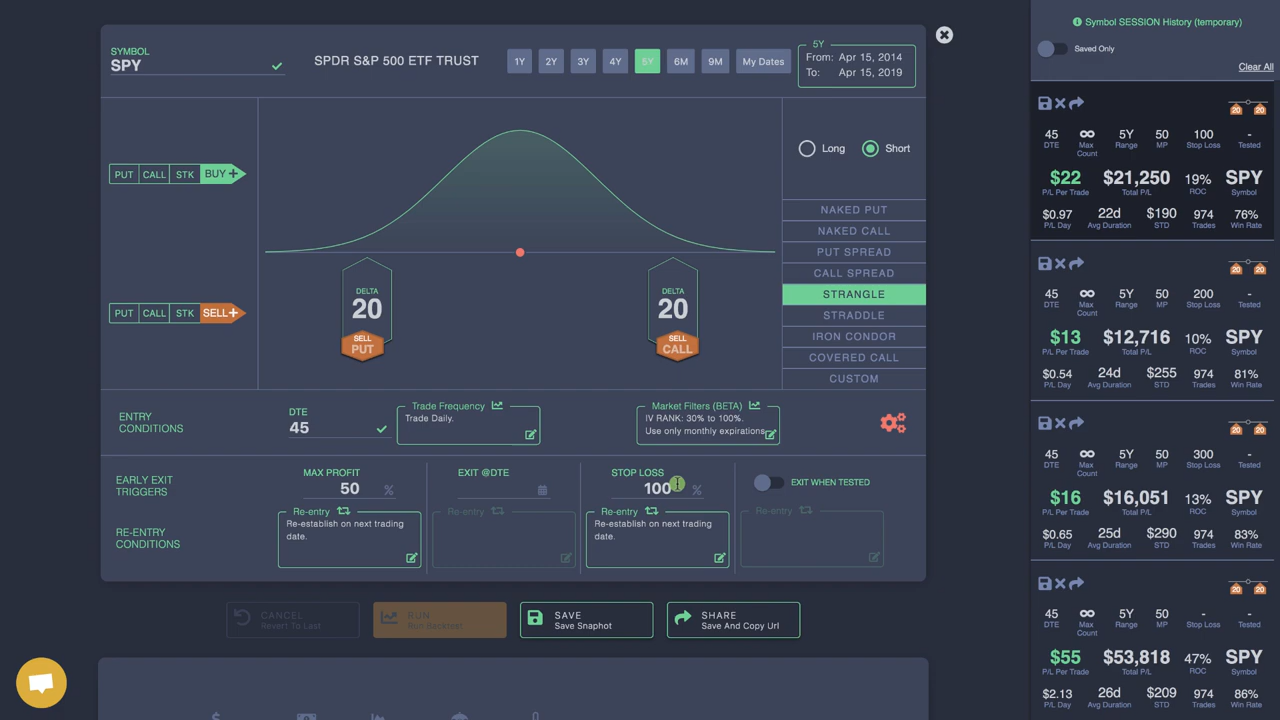 SYMBOL
SPY
SPDR S&P 500 ETF TRUST
1Y
2Y
3Y
4Y
5Y
6M
9M
My Dates
5Y
From: Apr 15, 2014
To: Apr 15, 2019
PUT CALL STK BUY+
PUT CALL STK SELL+
DELTA
20
SELL
PUT
DELTA
20
SELL
CALL
Long
Short
NAKED PUT
NAKED CALL
PUT SPREAD
CALL SPREAD
STRANGLE
STRADDLE
IRON CONDOR
COVERED CALL
CUSTOM
ENTRY
CONDITIONS
DTE
45
Trade Frequency
Trade Daily.
Market Filters (BETA)
IV RANK: 30% to 100%.
Use only monthly expirations.
EARLY EXIT
TRIGGERS
MAX PROFIT
50 %
EXIT @DTE
STOP LOSS
100 %
EXIT WHEN TESTED
RE-ENTRY
CONDITIONS
Re-entry
Re-establish on next trading
date.
Re-entry
Re-entry
Re-establish on next trading
date.
Re-entry
CANCEL
Revert To Last
RUN
Run Backtest
SAVE
Save Snaphot
SHARE
Save And Copy Url
Symbol SESSION History (temporary)
Saved Only
Clear All
20 20
45 ∞ 5Y 50 100 -
DTE Max Count Range MP Stop Loss Tested
$22 $21,250 19% SPY
P/L Per Trade Total P/L ROC Symbol
$0.97 22d $190 974 76%
P/L Day Avg Duration STD Trades Win Rate
20 20
45 ∞ 5Y 50 200 -
DTE Max Count Range MP Stop Loss Tested
$13 $12,716 10% SPY
P/L Per Trade Total P/L ROC Symbol
$0.54 24d $255 974 81%
P/L Day Avg Duration STD Trades Win Rate
20 20
45 ∞ 5Y 50 300 -
DTE Max Count Range MP Stop Loss Tested
$16 $16,051 13% SPY
P/L Per Trade Total P/L ROC Symbol
$0.65 25d $290 974 83%
P/L Day Avg Duration STD Trades Win Rate
20 20
45 ∞ 5Y 50 - -
DTE Max Count Range MP Stop Loss Tested
$55 $53,818 47% SPY
P/L Per Trade Total P/L ROC Symbol
$2.13 26d $209 974 86%
P/L Day Avg Duration STD Trades Win Rate